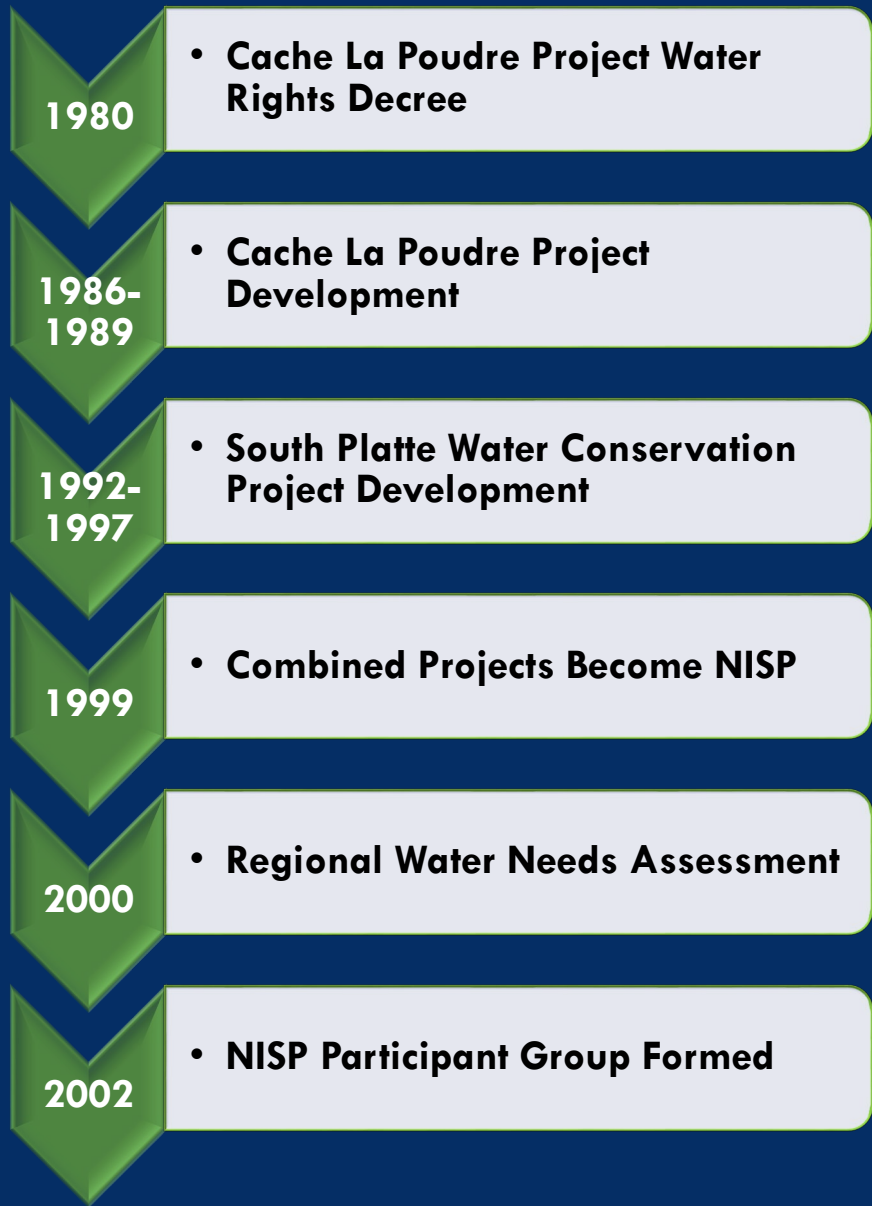 1980
• Cache La Poudre Project Water
Rights Decree
1986-
1989
• Cache La Poudre Project
Development
1992-
1997
• South Platte Water Conservation
Project Development
1999
• Combined Projects Become NISP
2000
• Regional Water Needs Assessment
2002
• NISP Participant Group Formed